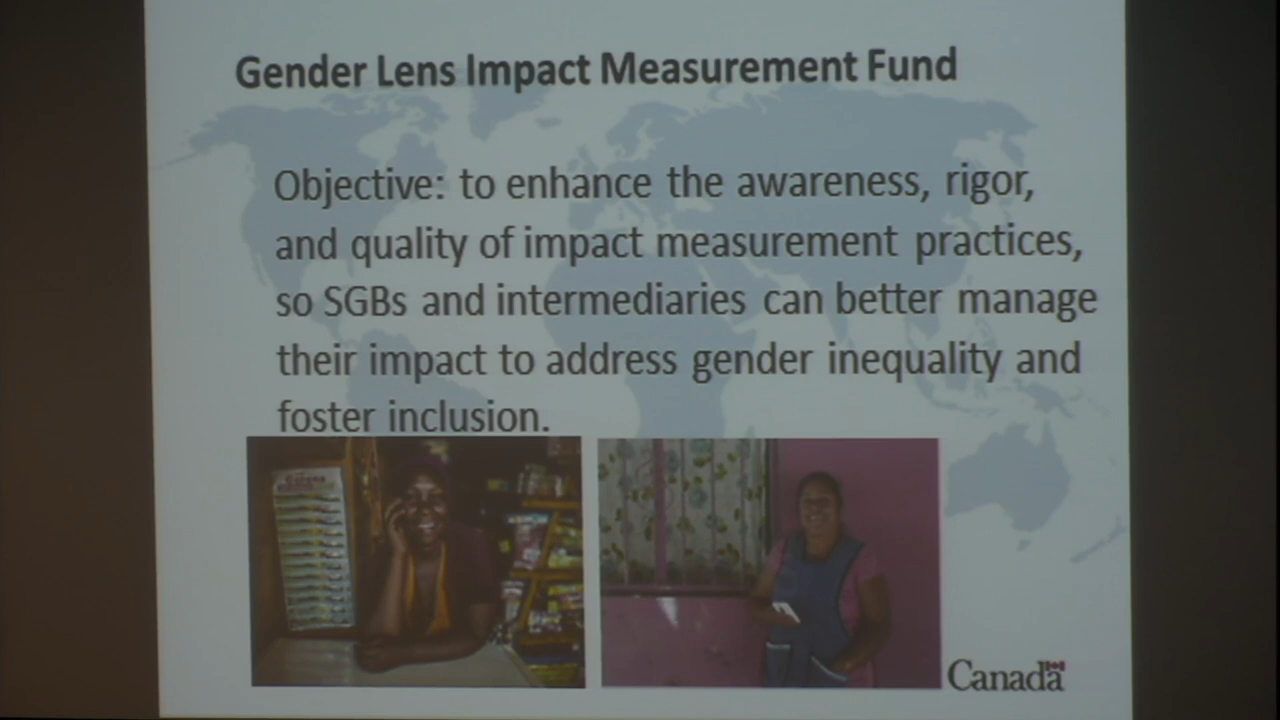 Gender Lens Impact Measurement Fund
Objective: to enhance the awareness, rigor,
and quality of impact measurement practices,
so SGBs and intermediaries can better manage
their impact to address gender inequality and
foster inclusion.
Canada